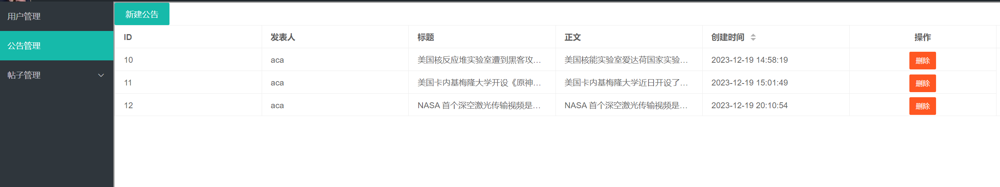 用户管理
公告管理
帖子管理
新建公告
ID 发表人 标题 正文 创建时间 操作
10 aca 美国核反应堆实验室遭到黑客攻... 美国核能实验室爱达荷国家实验... 2023-12-19 14:58:19 删除
11 aca 美国卡内基梅隆大学开设《原神... 美国卡内基梅隆大学近日开设了... 2023-12-19 15:01:49 删除
12 aca NASA 首个深空激光传输视频是... NASA 首个深空激光传输视频是... 2023-12-19 20:10:54 删除